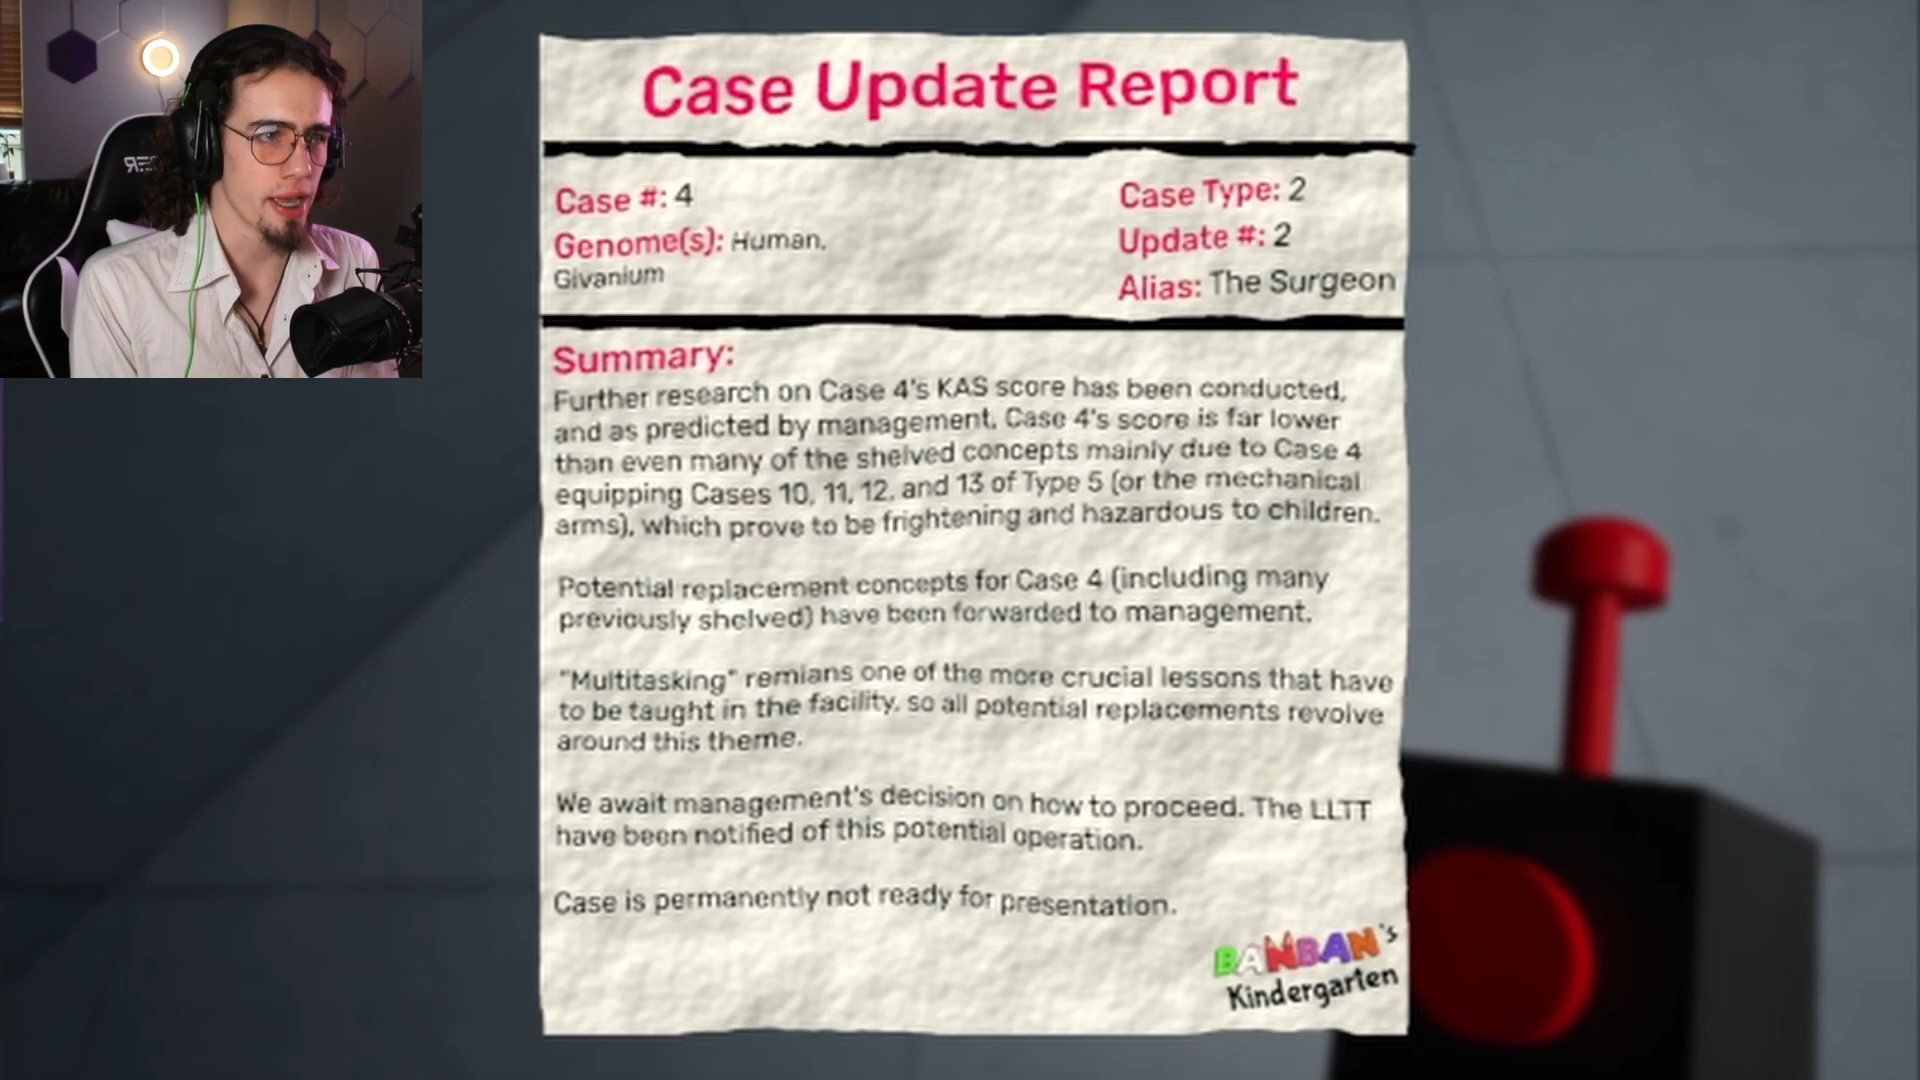 Case Update Report
Case #: 4
Genome(s): Human,
Givanium
Case Type: 2
Update #: 2
Alias: The Surgeon
Summary:
Further research on Case 4's KAS score has been conducted,
and as predicted by management, Case 4's score is far lower
than even many of the shelved concepts mainly due to Case 4
equipping Cases 10, 11, 12, and 13 of Type 5 (or the mechanical
arms), which prove to be frightening and hazardous to children.
Potential replacement concepts for Case 4 (including many
previously shelved) have been forwarded to management.
"Multitasking" remians one of the more crucial lessons that have
to be taught in the facility, so all potential replacements revolve
around this theme.
We await management's decision on how to proceed. The LLTT
have been notified of this potential operation.
Case is permanently not ready for presentation.
BANBAN's
Kindergarten